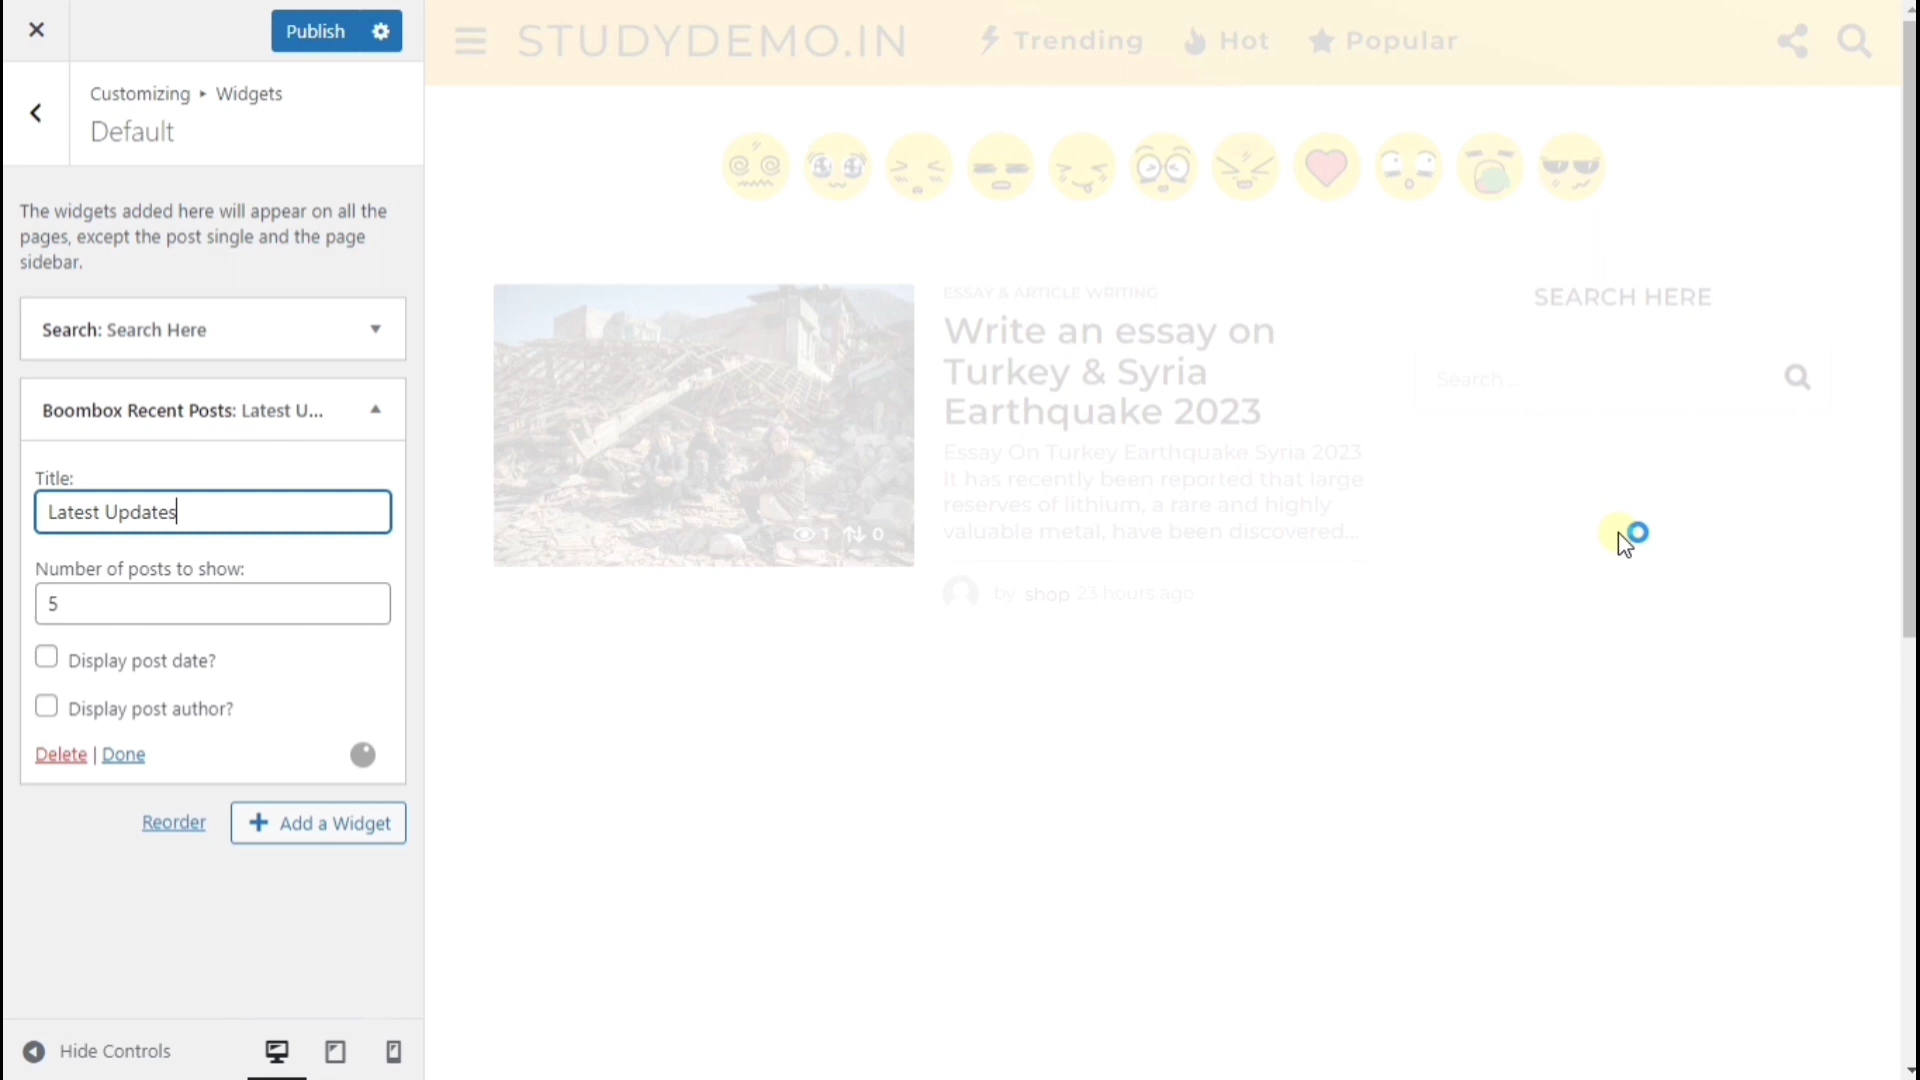 Publish
Customizing ▸ Widgets
Default
The widgets added here will appear on all the
pages, except the post single and the page
sidebar.
Search: Search Here
Boombox Recent Posts: Latest U...
Title:
Latest Updates
Number of posts to show:
5
Display post date?
Display post author?
Delete | Done
Reorder
Add a Widget
Hide Controls
STUDYDEMO.IN
Trending
Hot
Popular
ESSAY & ARTICLE WRITING
Write an essay on
Turkey & Syria
Earthquake 2023
Essay On Turkey Earthquake Syria 2023
It has recently been reported that large
reserves of lithium, a rare and highly
valuable metal, have been discovered...
1 0
by shop 23 hours ago
SEARCH HERE
Search ...